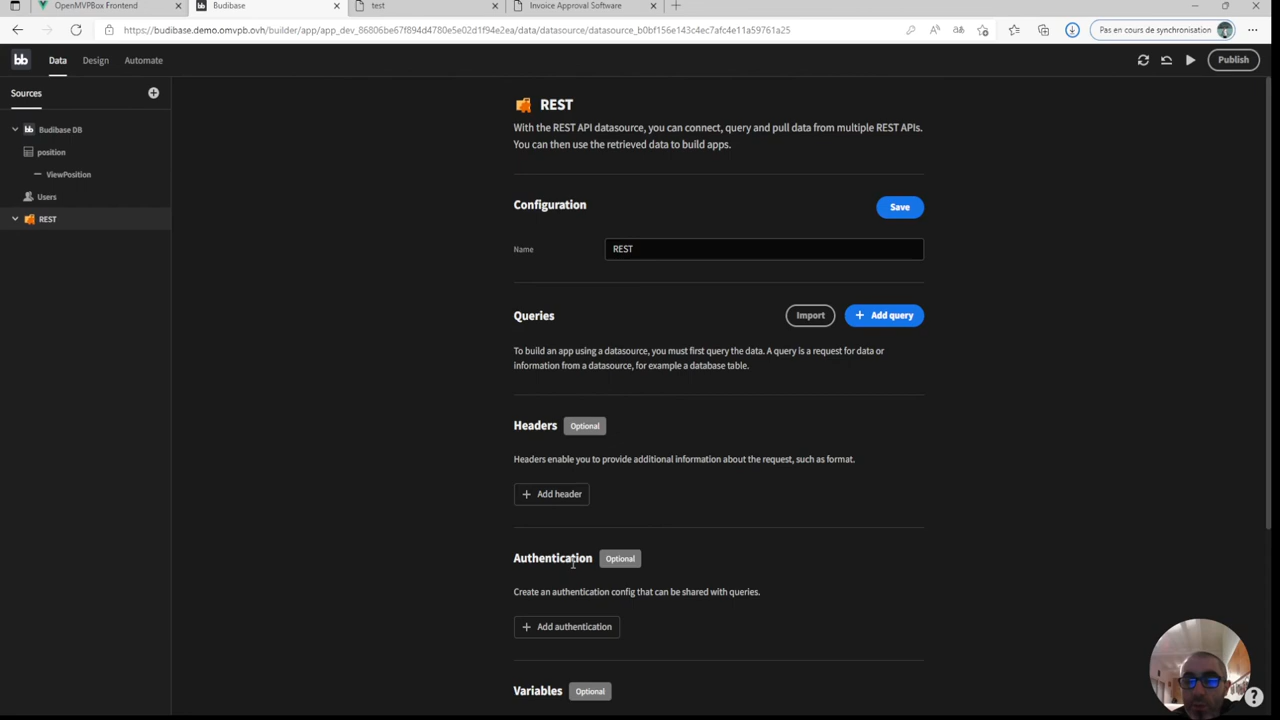 OpenMVPBox Frontend
Budibase
test
Invoice Approval Software
https://budibase.demo.omvpb.ovh/builder/app/app_dev_86806be67f894d4780e5e02d1f94e2ea/data/datasource/datasource_b0bf156e143c4ec7afc4e11a59761a25
Pas en cours de synchronisation
bb
Data
Design
Automate
Publish
Sources
Budibase DB
position
ViewPosition
Users
REST
REST
With the REST API datasource, you can connect, query and pull data from multiple REST APIs.
You can then use the retrieved data to build apps.
Configuration
Save
Name
REST
Queries
Import
+ Add query
To build an app using a datasource, you must first query the data. A query is a request for data or
information from a datasource, for example a database table.
Headers
Optional
Headers enable you to provide additional information about the request, such as format.
+ Add header
Authentication
Optional
Create an authentication config that can be shared with queries.
+ Add authentication
Variables
Optional